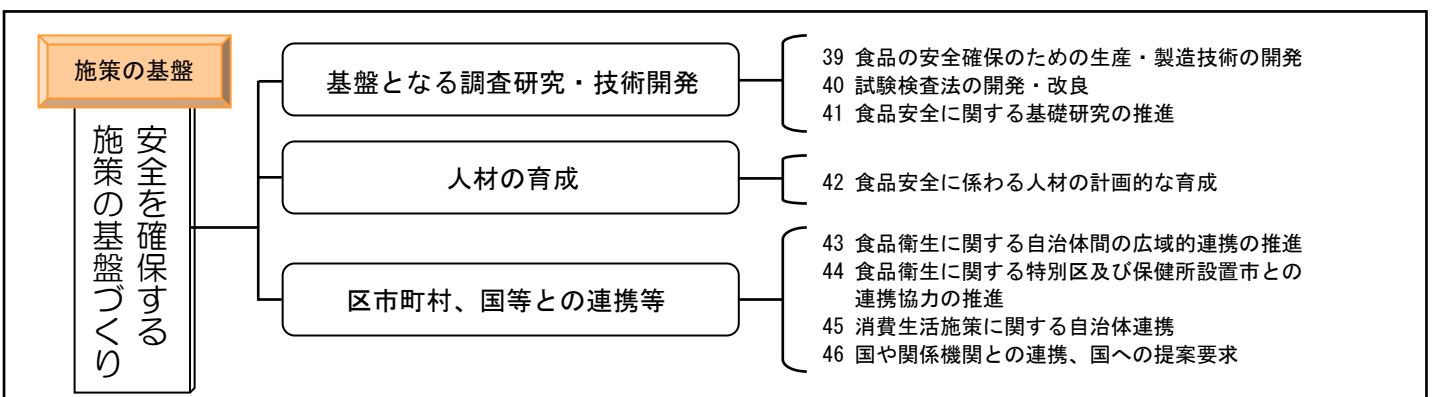 施策の基盤
安全を確保する
施策の基盤づくり
基盤となる調査研究・技術開発
39 食品の安全確保のための生産・製造技術の開発
40 試験検査法の開発・改良
41 食品安全に関する基礎研究の推進
人材の育成
42 食品安全に係わる人材の計画的な育成
区市町村、国等との連携等
43 食品衛生に関する自治体間の広域的連携の推進
44 食品衛生に関する特別区及び保健所設置市との
連携協力の推進
45 消費生活施策に関する自治体連携
46 国や関係機関との連携、国への提案要求